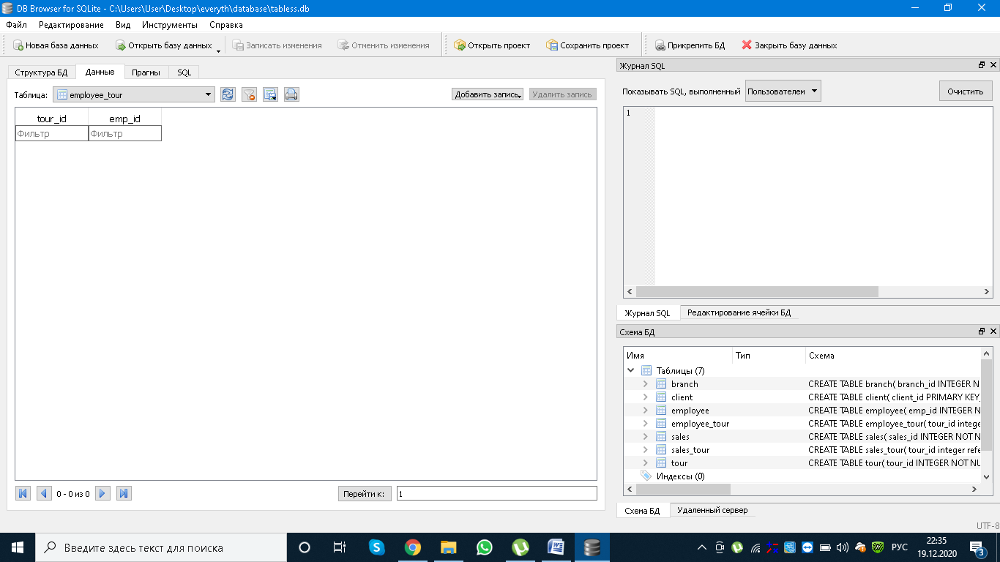 DB Browser for SQLite - C:\Users\User\Desktop\everyth\database\tabless.db
Файл Редактирование Вид Инструменты Справка
Новая база данных Открыть базу данных Записать изменения Отменить изменения Открыть проект Сохранить проект Прикрепить БД Закрыть базу данных
Структура БД Данные Прагмы SQL
Таблица: employee_tour Добавить запись Удалить запись
tour_id emp_id
Фильтр Фильтр
0 - 0 из 0 Перейти к: 1
Журнал SQL
Показывать SQL, выполненный Пользователем Очистить
1
Журнал SQL Редактирование ячейки БД
Схема БД
Имя Тип Схема
Таблицы (7)
branch CREATE TABLE branch( branch_id INTEGER N
client CREATE TABLE client( client_id PRIMARY KEY,
employee CREATE TABLE employee( emp_id INTEGER N
employee_tour CREATE TABLE employee_tour( tour_id intege
sales CREATE TABLE sales( sales_id INTEGER NOT N
sales_tour CREATE TABLE sales_tour( tour_id integer refe
tour CREATE TABLE tour( tour_id INTEGER NOT NU
Индексы (0)
Схема БД Удаленный сервер
UTF-8
Введите здесь текст для поиска
РУС
22:35
19.12.2020
3